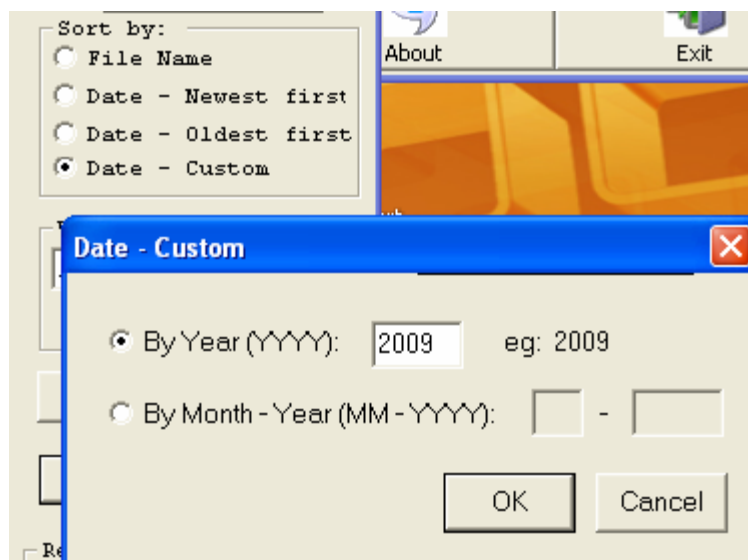 Sort by:
File Name
Date - Newest first
Date - Oldest first
Date - Custom
About
Exit
Date - Custom
By Year (YYYY):
2009
eg: 2009
By Month - Year (MM - YYYY):
-
OK
Cancel